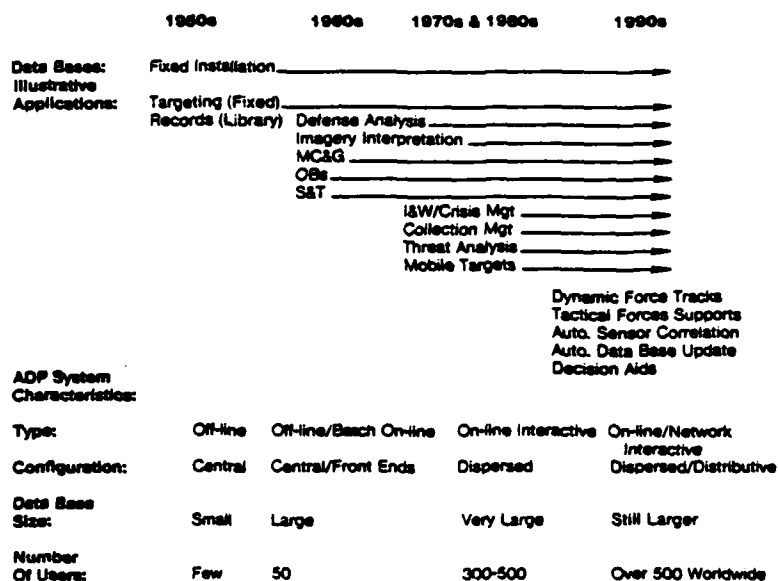 1950s 1960s 1970s & 1980s 1990s
Data Bases: Fixed Installation
Illustrative
Applications: Targeting (Fixed)
Records (Library) Defense Analysis
Imagery Interpretation
MC&G
OBs
S&T
I&W/Crisis Mgt
Collection Mgt
Threat Analysis
Mobile Targets
Dynamic Force Tracks
Tactical Forces Supports
Auto. Sensor Correlation
Auto. Data Base Update
Decision Aids
ADP System
Characteristics:
Type: Off-line Off-line/Batch On-line On-line Interactive On-line/Network
Interactive
Configuration: Central Central/Front Ends Dispersed Dispersed/Distributive
Data Base
Size: Small Large Very Large Still Larger
Number
Of Users: Few 50 300-500 Over 500 Worldwide